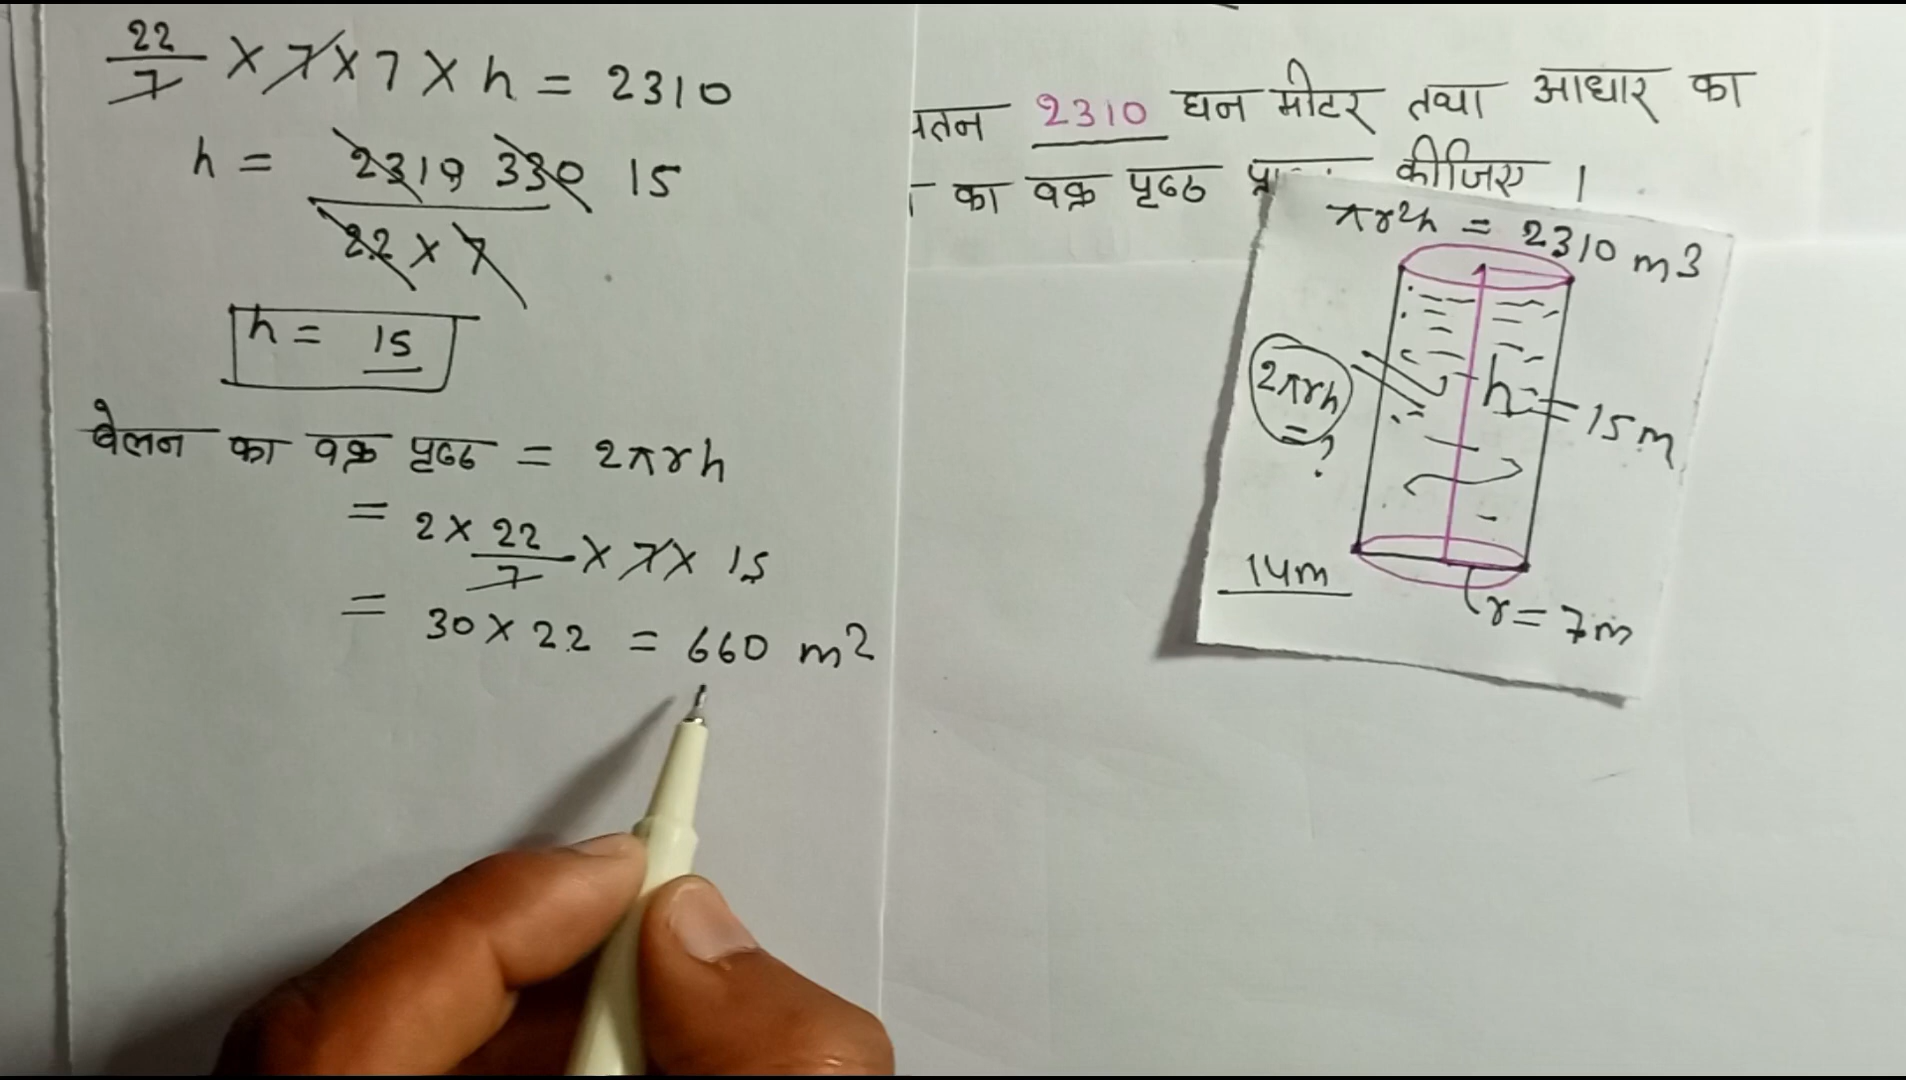 22/7 × 7 × 7 × h = 2310
h = 2310 330 15
22 × 7
h = 15
बेलन का वक्र पृष्ठ = 2πrh
= 2 × 22/7 × 7 × 15
= 30 × 22 = 660 m2
2310 घन मीटर तथा आधार का
का वक्र पृष्ठ कीजिए ।
πr2h = 2310 m3
2πrh
= ?
h = 15m
14m
r = 7m